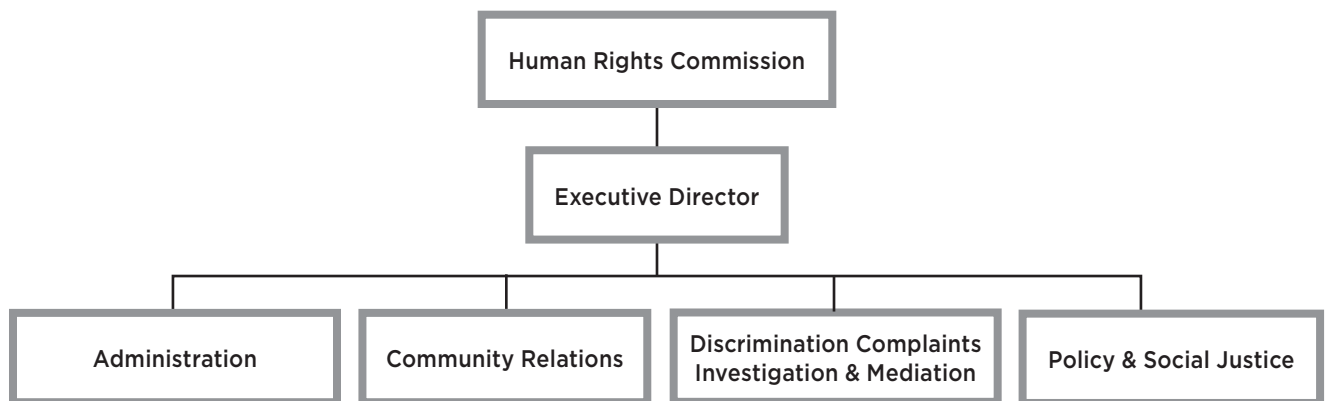 Human Rights Commission
Executive Director
Administration
Community Relations
Discrimination Complaints
Investigation & Mediation
Policy & Social Justice